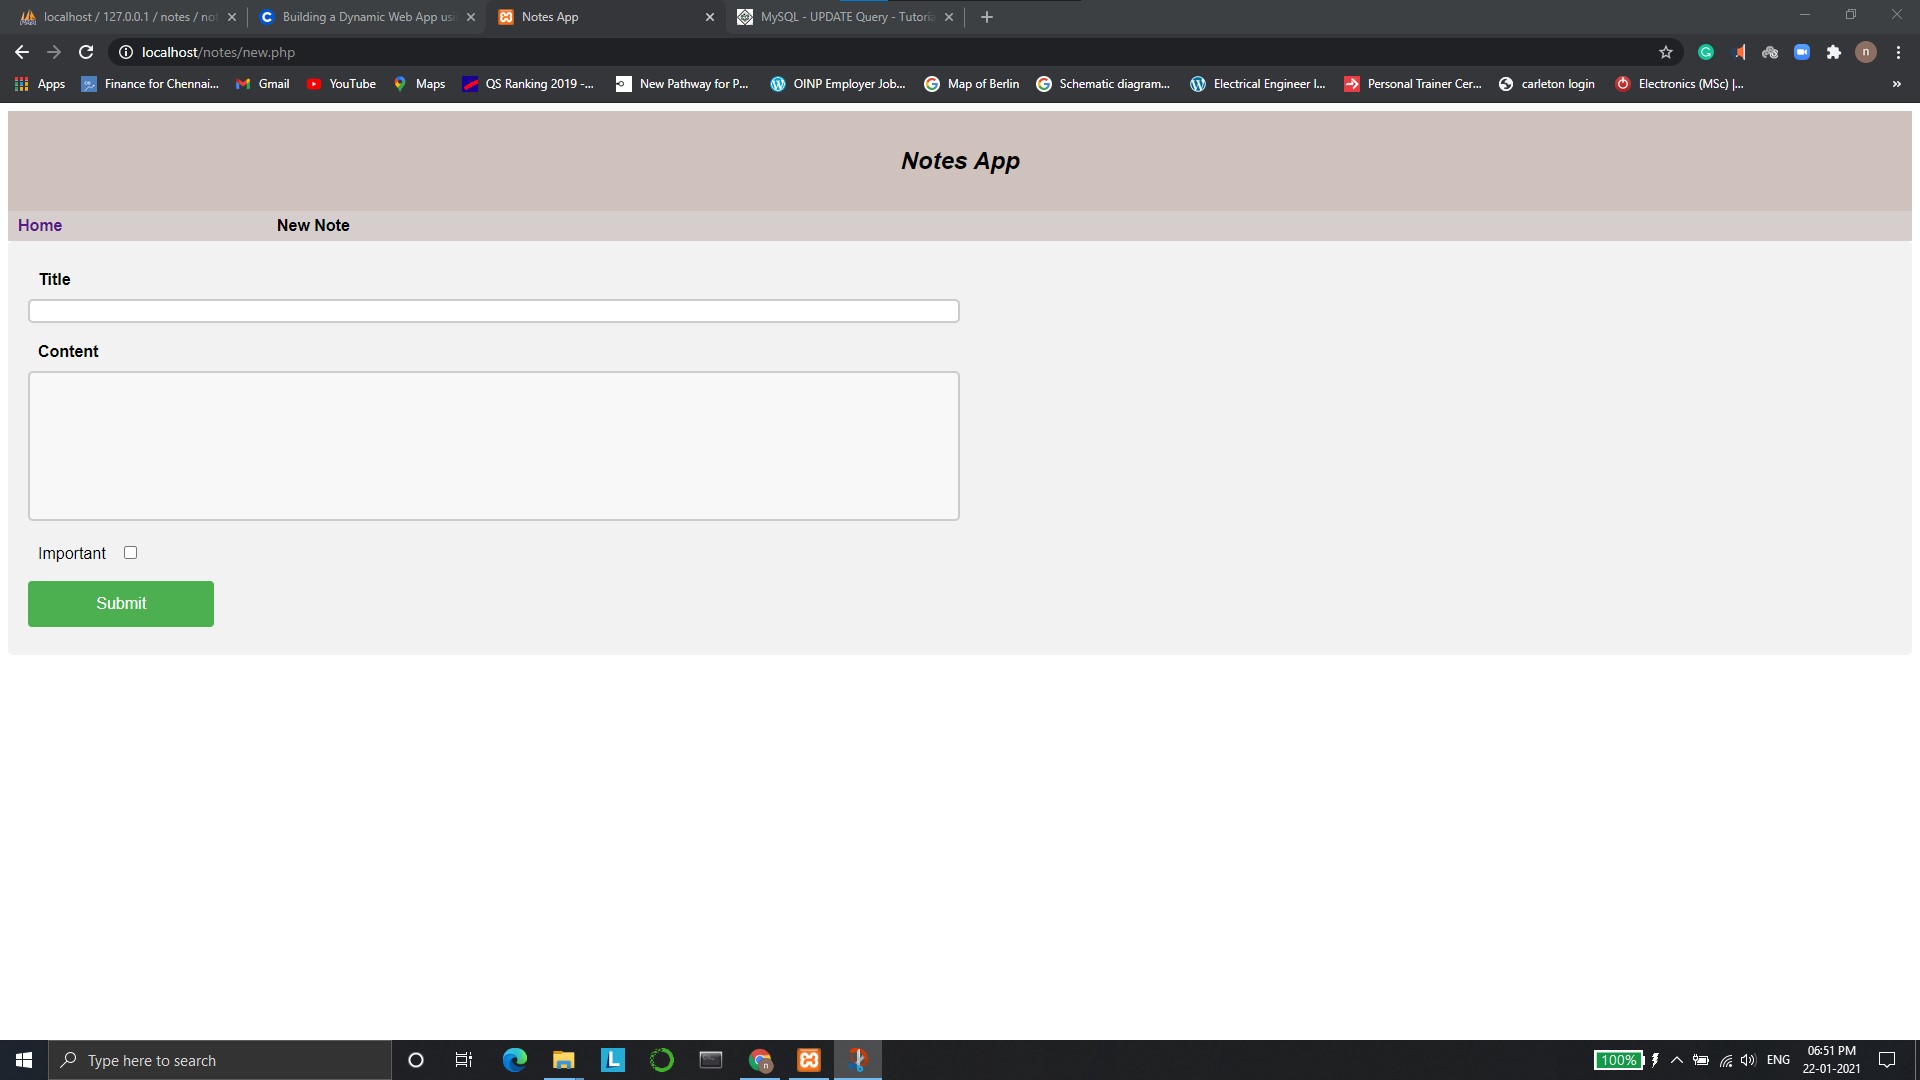 localhost / 127.0.0.1 / notes / not
Building a Dynamic Web App usi
Notes App
MySQL - UPDATE Query - Tutoria
localhost/notes/new.php
n
Apps
Finance for Chennai...
Gmail
YouTube
Maps
QS Ranking 2019 -...
New Pathway for P...
OINP Employer Job...
Map of Berlin
Schematic diagram...
Electrical Engineer I...
Personal Trainer Cer...
carleton login
Electronics (MSc) |...
»
Notes App
Home
New Note
Title
Content
Important
Submit
Type here to search
100%
ENG
06:51 PM
22-01-2021